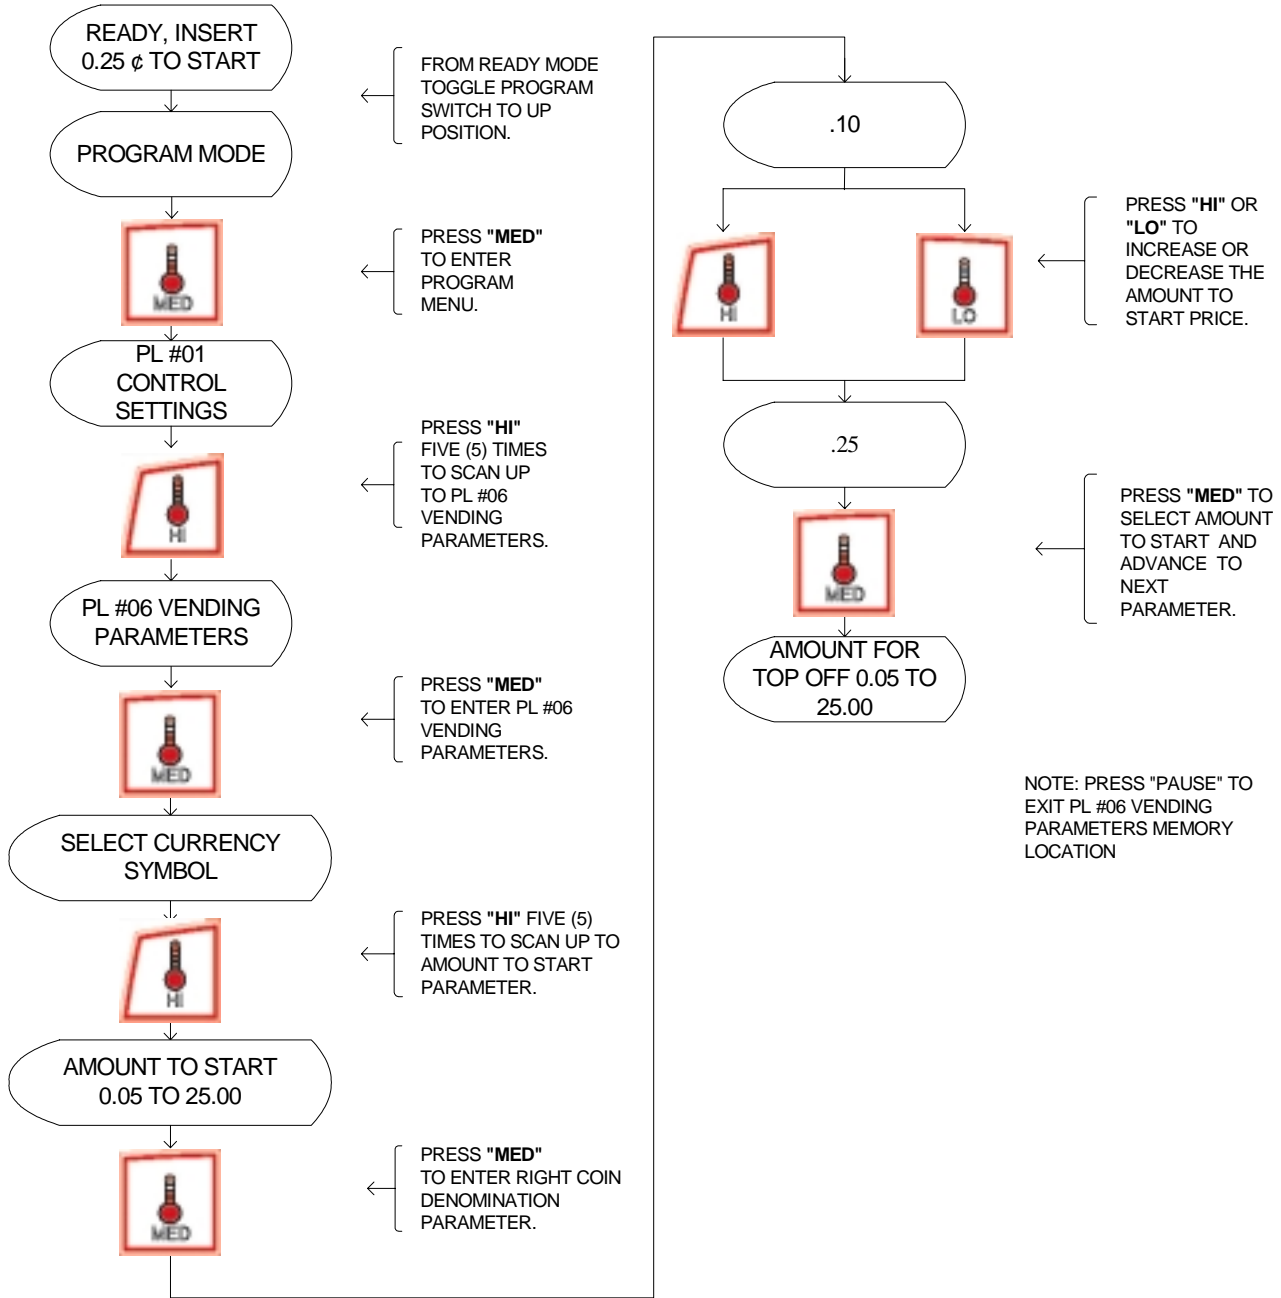 READY, INSERT
0.25 ¢ TO START
FROM READY MODE
TOGGLE PROGRAM
SWITCH TO UP
POSITION.
PROGRAM MODE
MED
PRESS "MED"
TO ENTER
PROGRAM
MENU.
PL #01
CONTROL
SETTINGS
PRESS "HI"
FIVE (5) TIMES
TO SCAN UP
TO PL #06
VENDING
PARAMETERS.
HI
PL #06 VENDING
PARAMETERS
PRESS "MED"
TO ENTER PL #06
VENDING
PARAMETERS.
MED
SELECT CURRENCY
SYMBOL
PRESS "HI" FIVE (5)
TIMES TO SCAN UP TO
AMOUNT TO START
PARAMETER.
HI
AMOUNT TO START
0.05 TO 25.00
PRESS "MED"
TO ENTER RIGHT COIN
DENOMINATION
PARAMETER.
MED
.10
HI
LO
PRESS "HI" OR
"LO" TO
INCREASE OR
DECREASE THE
AMOUNT TO
START PRICE.
.25
MED
PRESS "MED" TO
SELECT AMOUNT
TO START AND
ADVANCE TO
NEXT
PARAMETER.
AMOUNT FOR
TOP OFF 0.05 TO
25.00
NOTE: PRESS "PAUSE" TO
EXIT PL #06 VENDING
PARAMETERS MEMORY
LOCATION